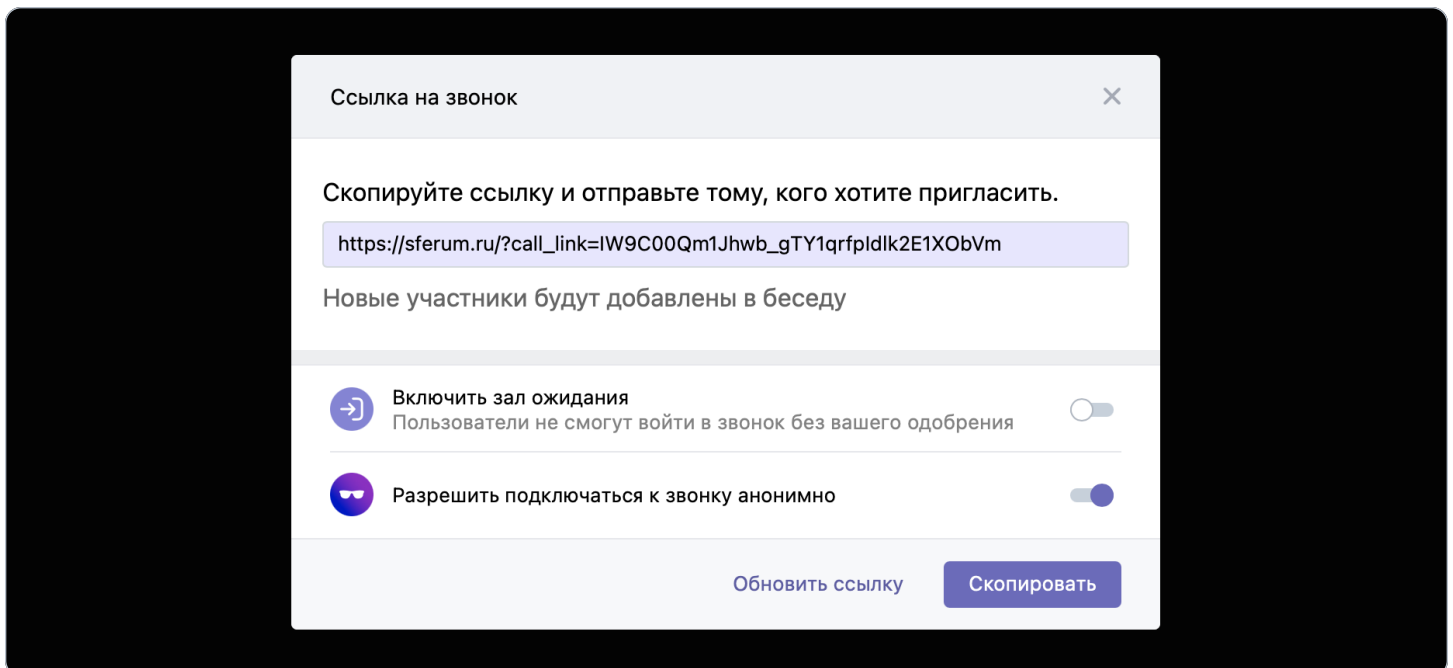 Ссылка на звонок
Скопируйте ссылку и отправьте тому, кого хотите пригласить.
https://sferum.ru/?call_link=IW9C00Qm1Jhwb_gTY1qrfpIdlk2E1XObVm
Новые участники будут добавлены в беседу
Включить зал ожидания
Пользователи не смогут войти в звонок без вашего одобрения
Разрешить подключаться к звонку анонимно
Обновить ссылку
Скопировать